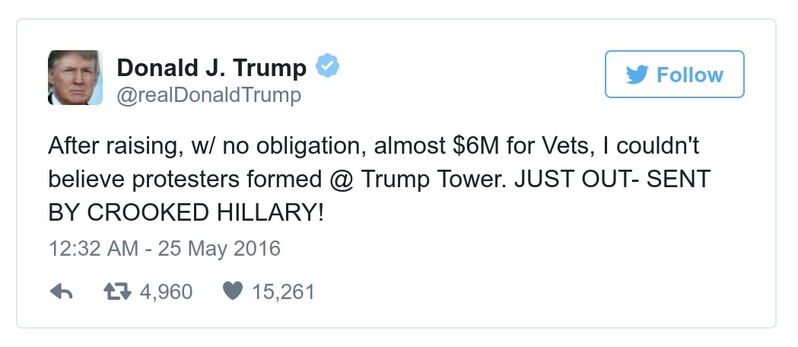 Donald J. Trump
@realDonaldTrump
Follow
After raising, w/ no obligation, almost $6M for Vets, I couldn't
believe protesters formed @ Trump Tower. JUST OUT- SENT
BY CROOKED HILLARY!
12:32 AM - 25 May 2016
4,960 15,261